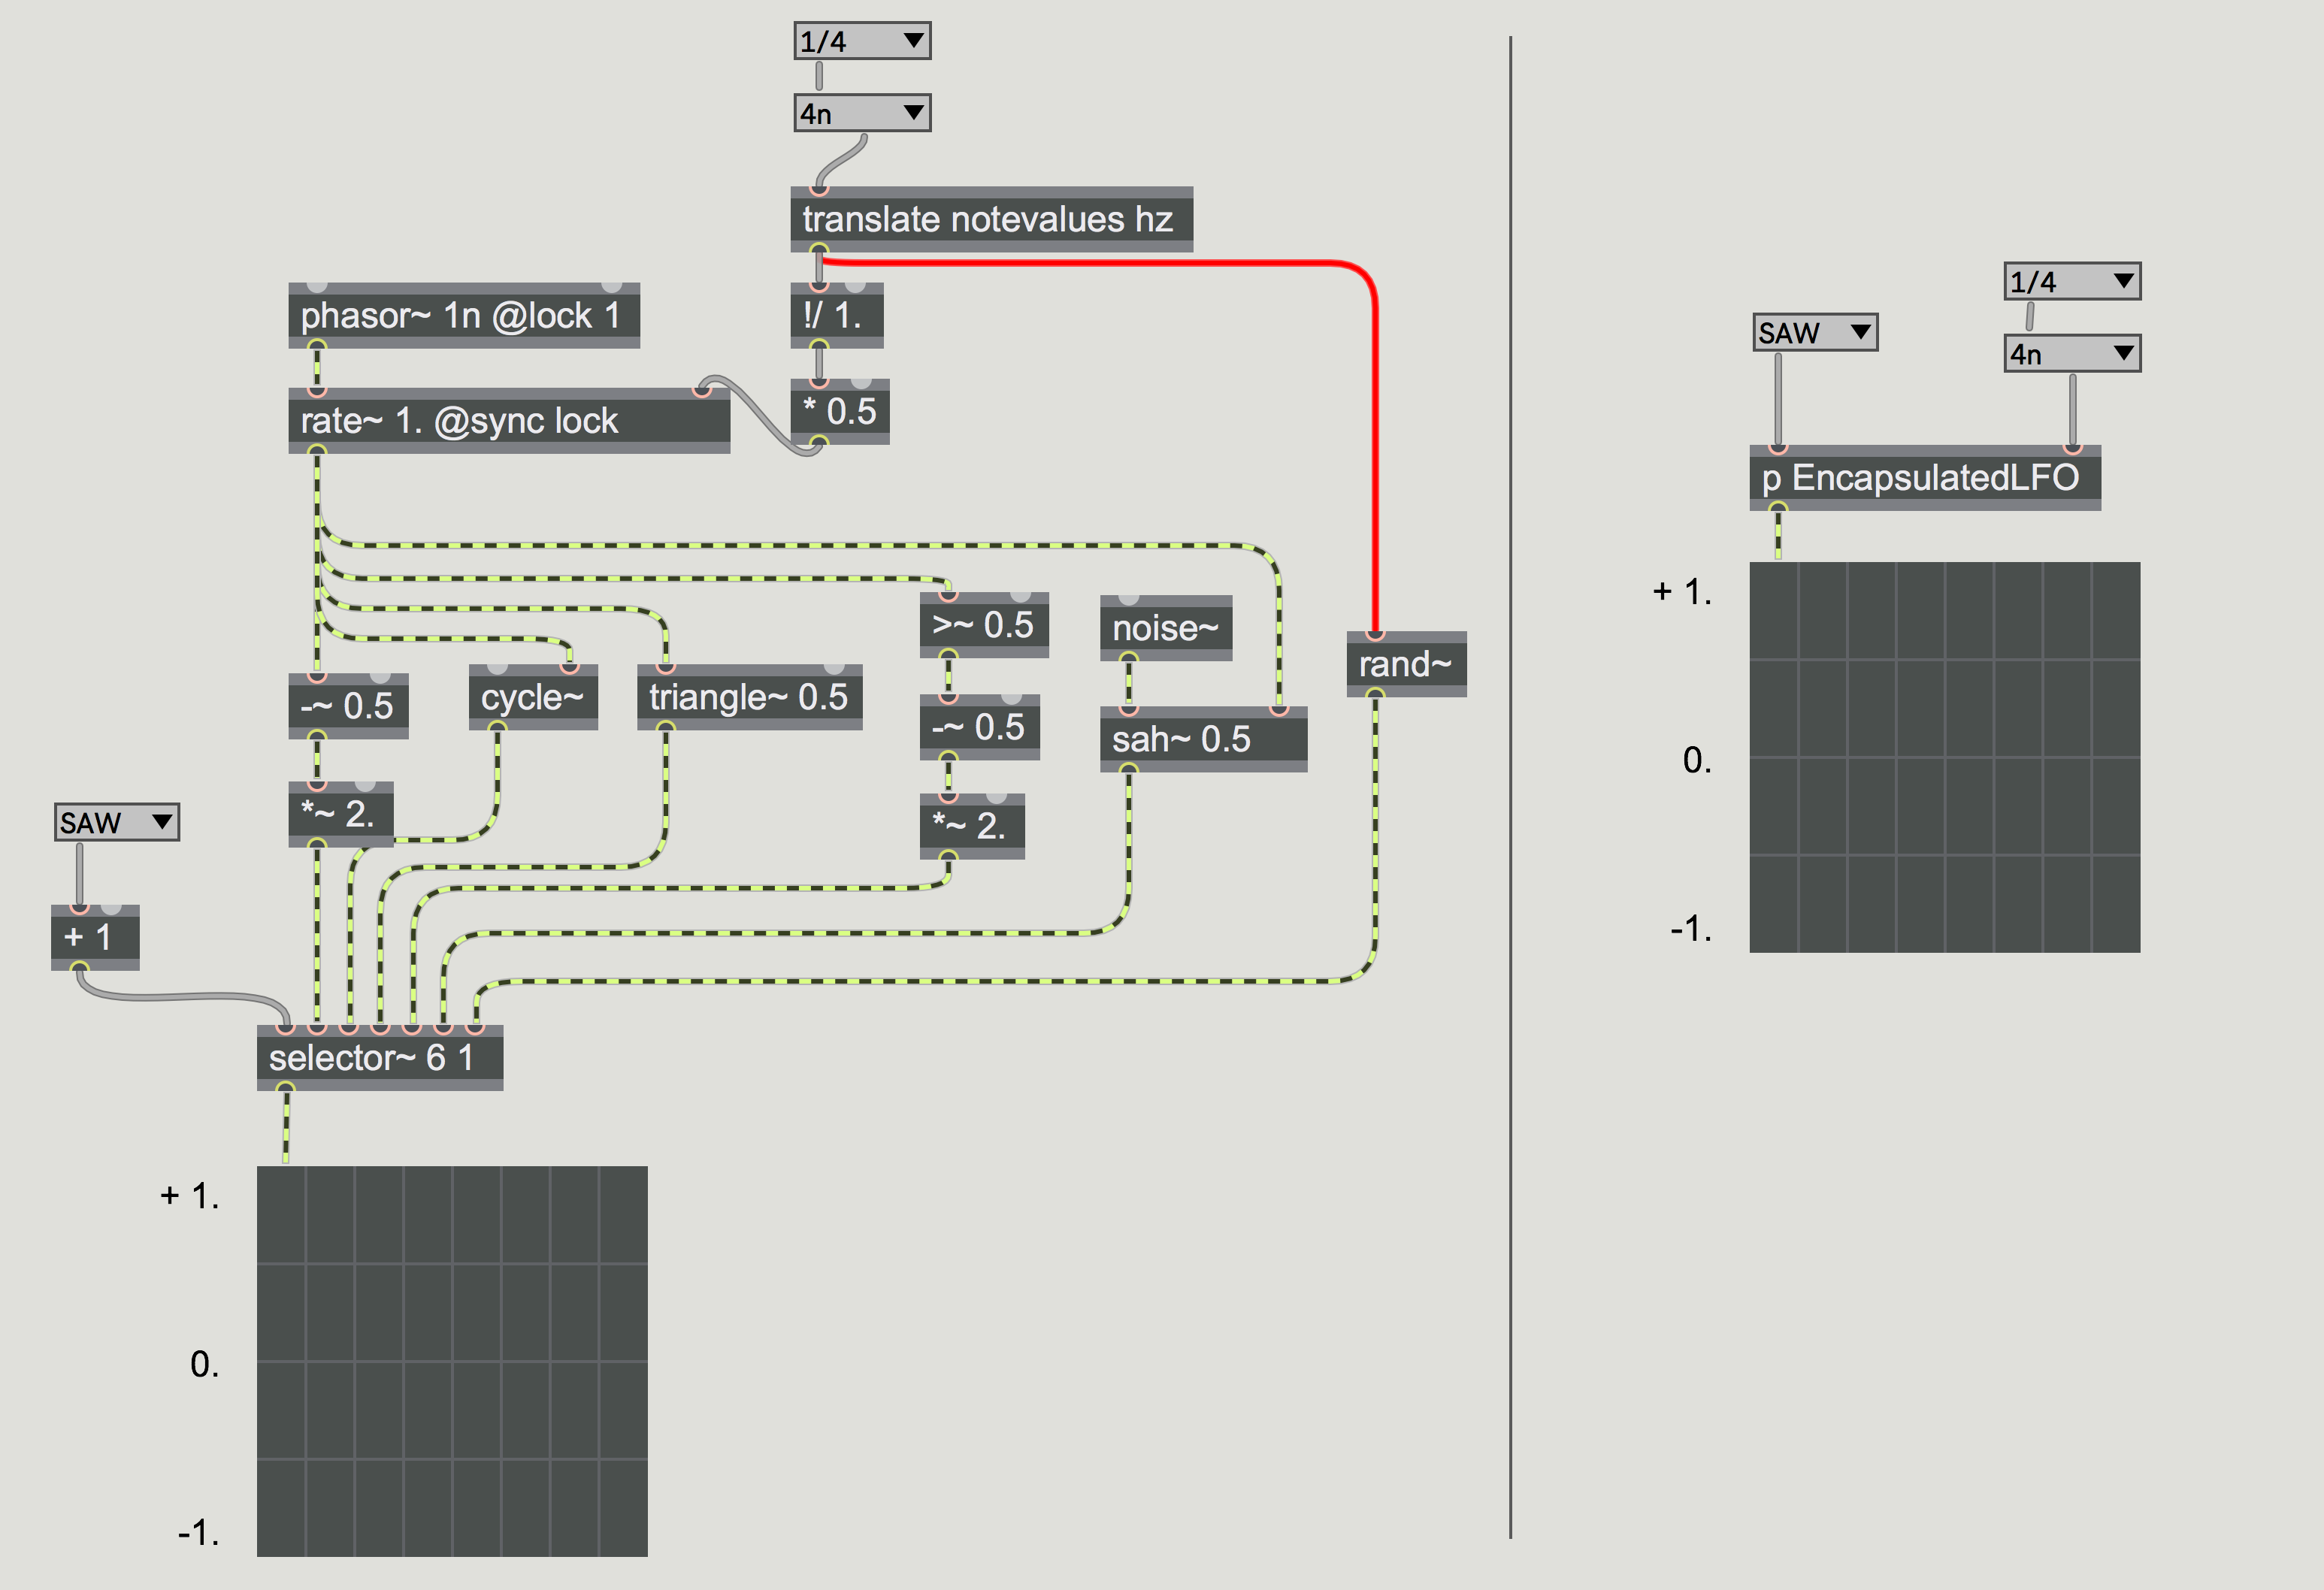 1/4
4n
translate notevalues hz
phasor~ 1n @lock 1
!/ 1.
rate~ 1. @sync lock
* 0.5
>~ 0.5
noise~
rand~
-~ 0.5
cycle~
triangle~ 0.5
-~ 0.5
sah~ 0.5
*~ 2.
*~ 2.
SAW
+ 1
selector~ 6 1
+ 1.
0.
-1.
1/4
SAW
4n
p EncapsulatedLFO
+ 1.
0.
-1.